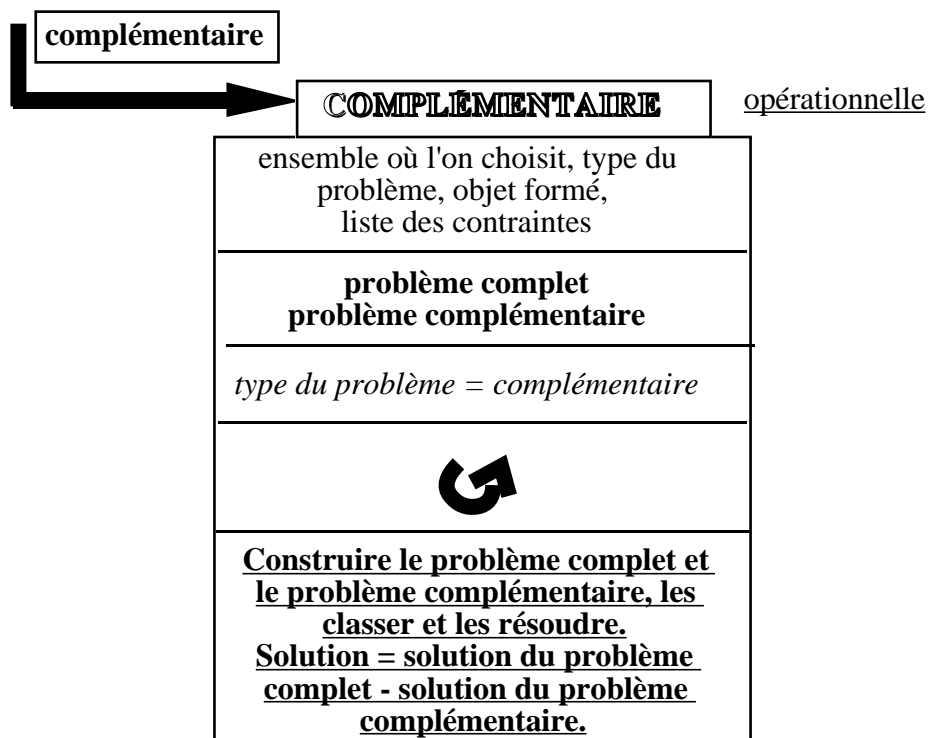 complémentaire
COMPLÉMENTAIRE
opérationnelle
ensemble où l'on choisit, type du
problème, objet formé,
liste des contraintes
problème complet
problème complémentaire
type du problème = complémentaire
Construire le problème complet et
le problème complémentaire, les
classer et les résoudre.
Solution = solution du problème
complet - solution du problème
complémentaire.